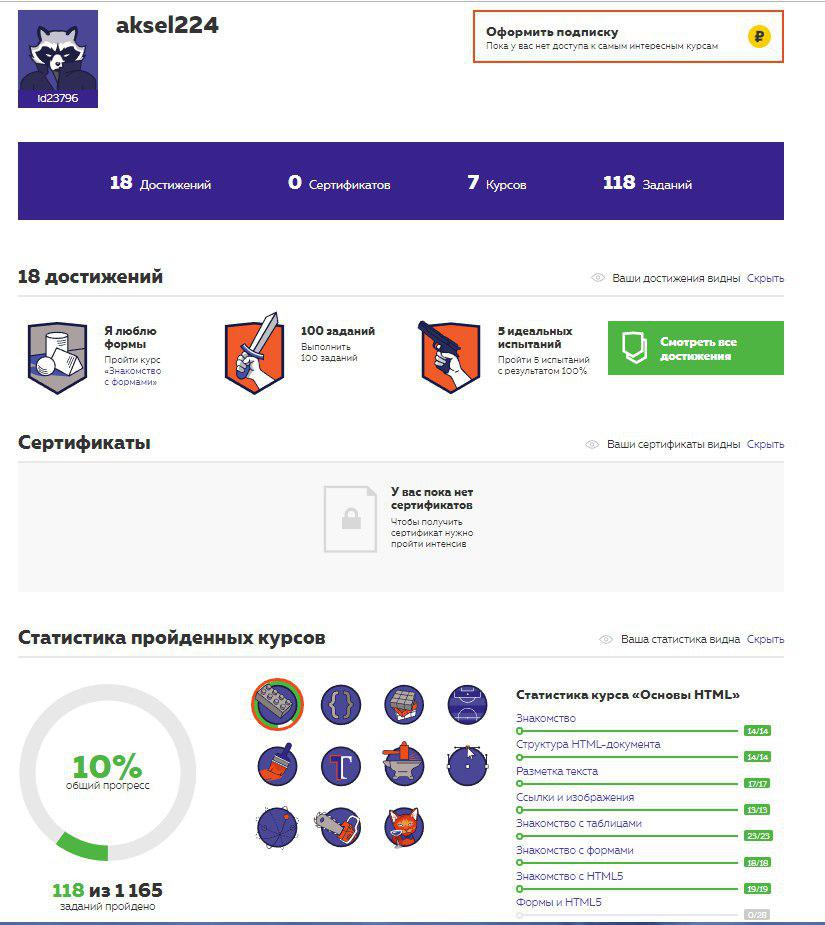 aksel224
Оформить подписку
Пока у вас нет доступа к самым интересным курсам
₽
Id23796
18 Достижений
0 Сертификатов
7 Курсов
118 Заданий
18 достижений
Ваши достижения видны Скрыть
Я люблю
формы
Пройти курс
«Знакомство
с формами»
100 заданий
Выполнить
100 заданий
5 идеальных
испытаний
Пройти 5 испытаний
с результатом 100%
Смотреть все
достижения
Сертификаты
Ваши сертификаты видны Скрыть
У вас пока нет
сертификатов
Чтобы получить
сертификат нужно
пройти интенсив
Статистика пройденных курсов
Ваша статистика видна Скрыть
10%
общий прогресс
118 из 1 165
заданий пройдено
{ }
T
Статистика курса «Основы HTML»
Знакомство
14/14
Структура HTML-документа
14/14
Разметка текста
17/17
Ссылки и изображения
13/13
Знакомство с таблицами
23/23
Знакомство с формами
18/18
Знакомство с HTML5
19/19
Формы и HTML5
0/28